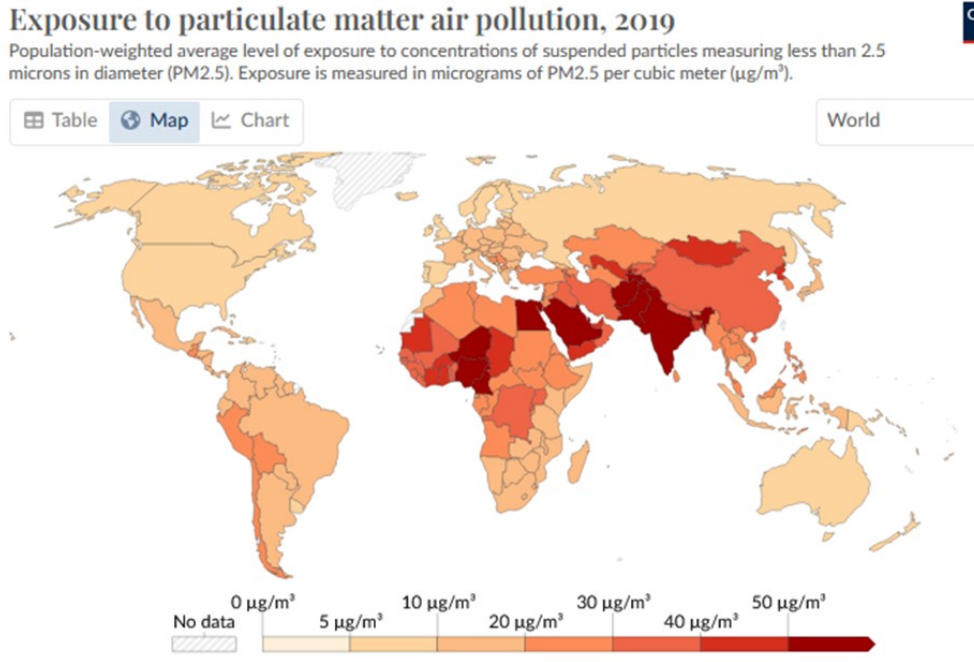 Exposure to particulate matter air pollution, 2019
Population-weighted average level of exposure to concentrations of suspended particles measuring less than 2.5
microns in diameter (PM2.5). Exposure is measured in micrograms of PM2.5 per cubic meter (µg/m³).
Table Map Chart World
0 µg/m³ 10 µg/m³ 30 µg/m³ 50 µg/m³
No data 5 µg/m³ 20 µg/m³ 40 µg/m³